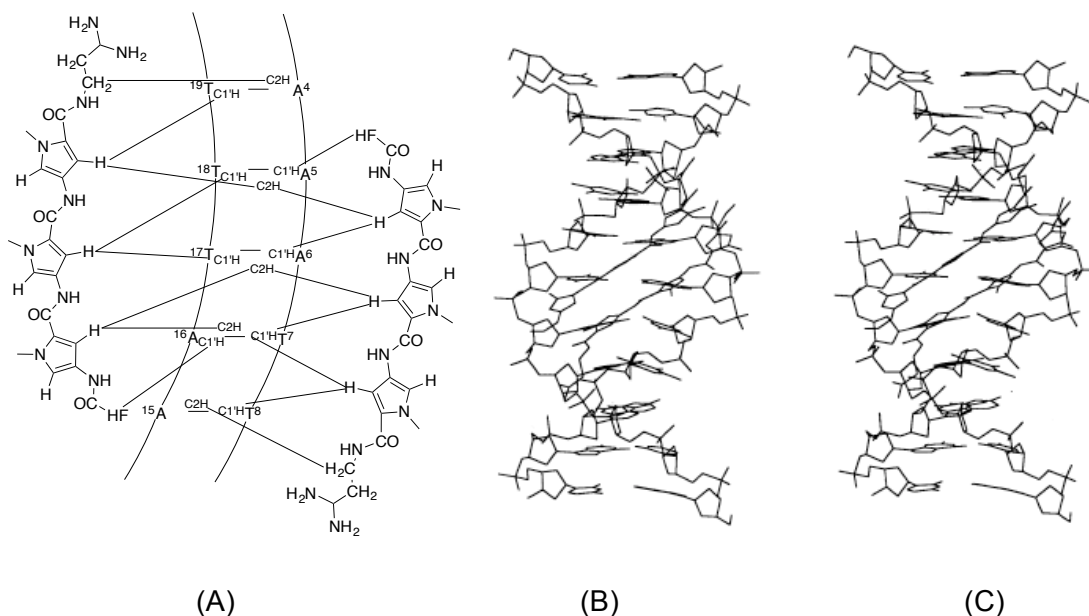 H₂N
NH₂
H₂C
CH₂
¹⁹T C1'H
C2H A⁴
NH
OC
HF
CO
N
H
H
¹⁸T C1'H
C1'H A⁵
C2H
HN
H
NH
OC
H
N
N
H
H
¹⁷T C1'H
C1'H A⁶
CO
C2H
HN
H
NH
OC
H
N
N
H
H
¹⁶A C1'H
C2H
C1'H T⁷
CO
HN
H
NH
OC
HF
H
N
¹⁵A
C2H
C1'H T⁸
CO
NH
H₂C
CH₂
H₂N
NH₂
(A)
(B)
(C)